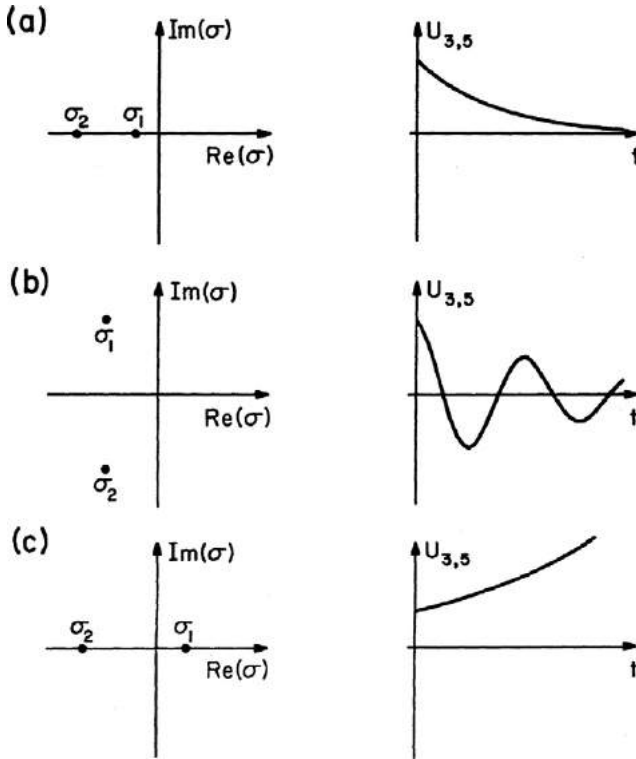 (a)
Im(σ)
U3,5
σ2 σ1
Re(σ)
t
(b)
Im(σ)
U3,5
σ1
Re(σ)
t
σ2
(c)
Im(σ)
U3,5
σ2 σ1
Re(σ)
t